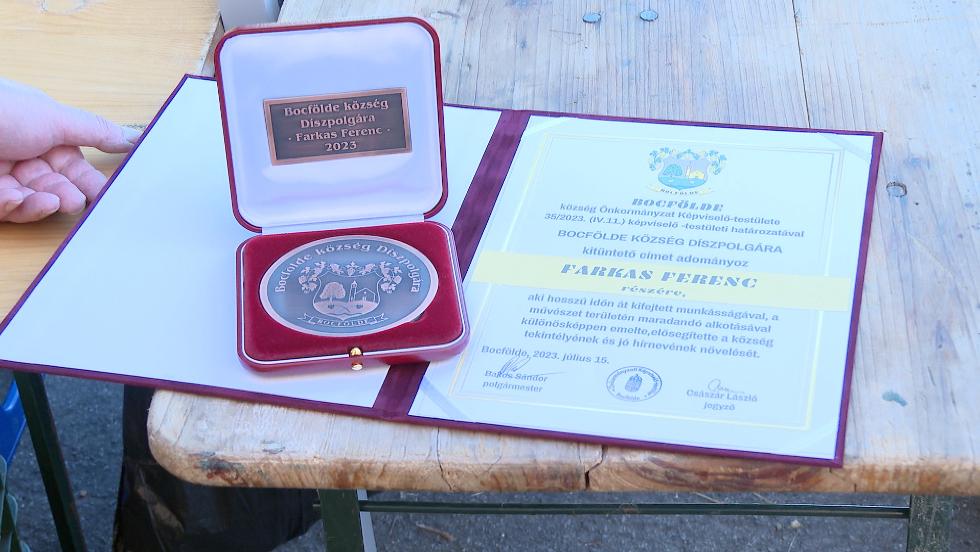 Bocfölde község
Díszpolgára
- Farkas Ferenc -
2023
Bocfölde község Díszpolgára
BOCFÖLDE
BOCFÖLDE
BOCFÖLDE
község Önkormányzat Képviselő-testülete
35/2023. (IV.11.) képviselő -testületi határozatával
BOCFÖLDE KÖZSÉG DÍSZPOLGÁRA
kitüntető címet adományoz
FARKAS FERENC
részére,
aki hosszú időn át kifejtett munkásságával, a
művészet területén maradandó alkotásával
különösképpen emelte,elősegítette a község
tekintélyének és jó hírnevének növelését.
Bocfölde, 2023. július 15.
Bakos Sándor
polgármester
Bocfölde
Császár László
jegyző